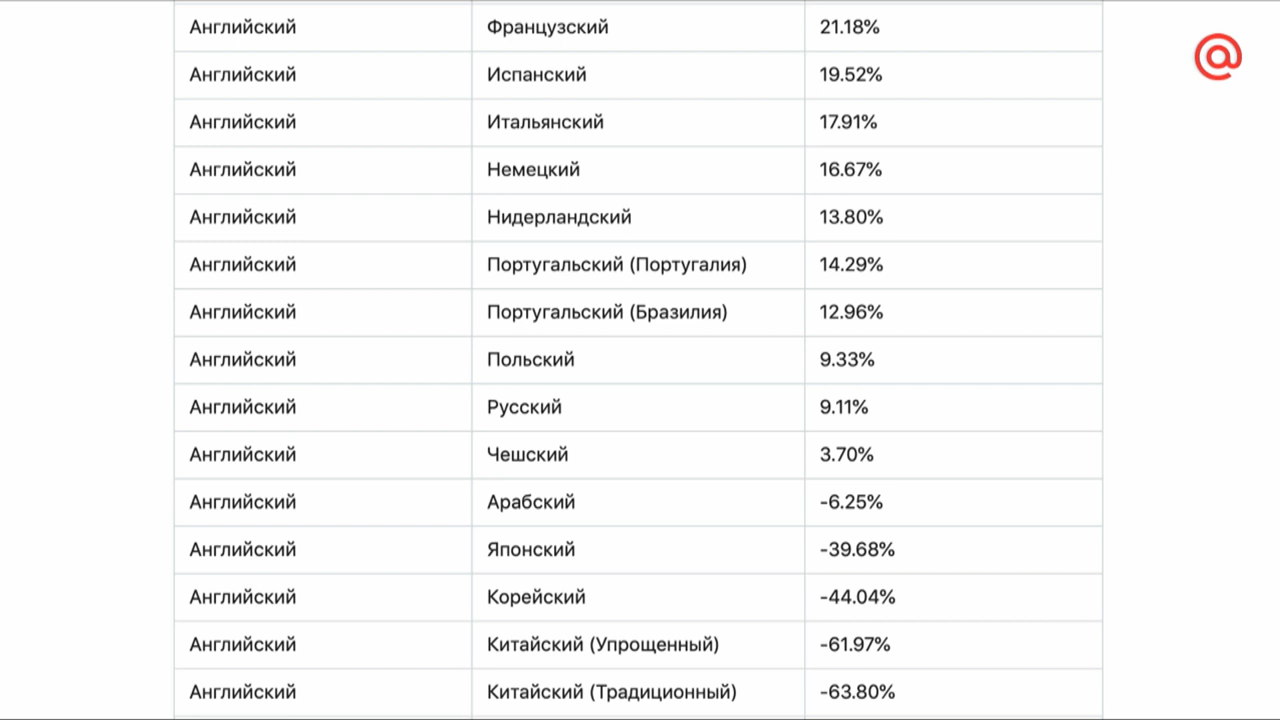 Английский Французский 21.18%
Английский Испанский 19.52%
Английский Итальянский 17.91%
Английский Немецкий 16.67%
Английский Нидерландский 13.80%
Английский Португальский (Португалия) 14.29%
Английский Португальский (Бразилия) 12.96%
Английский Польский 9.33%
Английский Русский 9.11%
Английский Чешский 3.70%
Английский Арабский -6.25%
Английский Японский -39.68%
Английский Корейский -44.04%
Английский Китайский (Упрощенный) -61.97%
Английский Китайский (Традиционный) -63.80%